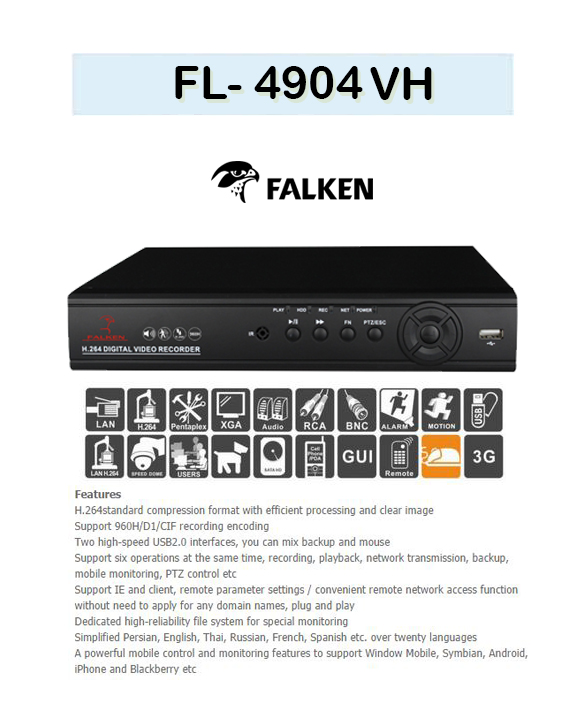 FL- 4904 VH
FALKEN
PLAY HDD REC NET POWER
IR FN PTZ/ESC
960H
FALKEN
H.264 DIGITAL VIDEO RECORDER
LAN H.264 Pentaplex XGA Audio RCA BNC ALARM MOTION USB
LAN H.264 SPEED DOME USERS SATA HD Cell Phone /PDA GUI Remote 3G
Features
H.264standard compression format with efficient processing and clear image
Support 960H/D1/CIF recording encoding
Two high-speed USB2.0 interfaces, you can mix backup and mouse
Support six operations at the same time, recording, playback, network transmission, backup,
mobile monitoring, PTZ control etc
Support IE and client, remote parameter settings / convenient remote network access function
without need to apply for any domain names, plug and play
Dedicated high-reliability file system for special monitoring
Simplified Persian, English, Thai, Russian, French, Spanish etc. over twenty languages
A powerful mobile control and monitoring features to support Window Mobile, Symbian, Android,
iPhone and Blackberry etc